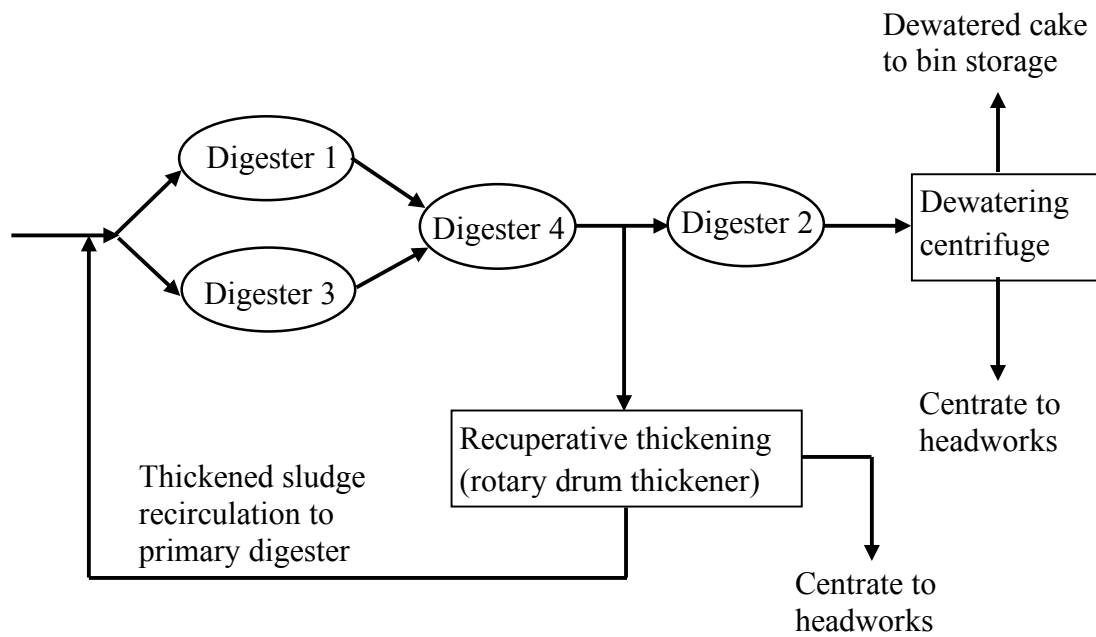 Dewatered cake
to bin storage
Digester 1
Digester 3
Digester 4
Digester 2
Dewatering
centrifuge
Centrate to
headworks
Recuperative thickening
(rotary drum thickener)
Thickened sludge
recirculation to
primary digester
Centrate to
headworks